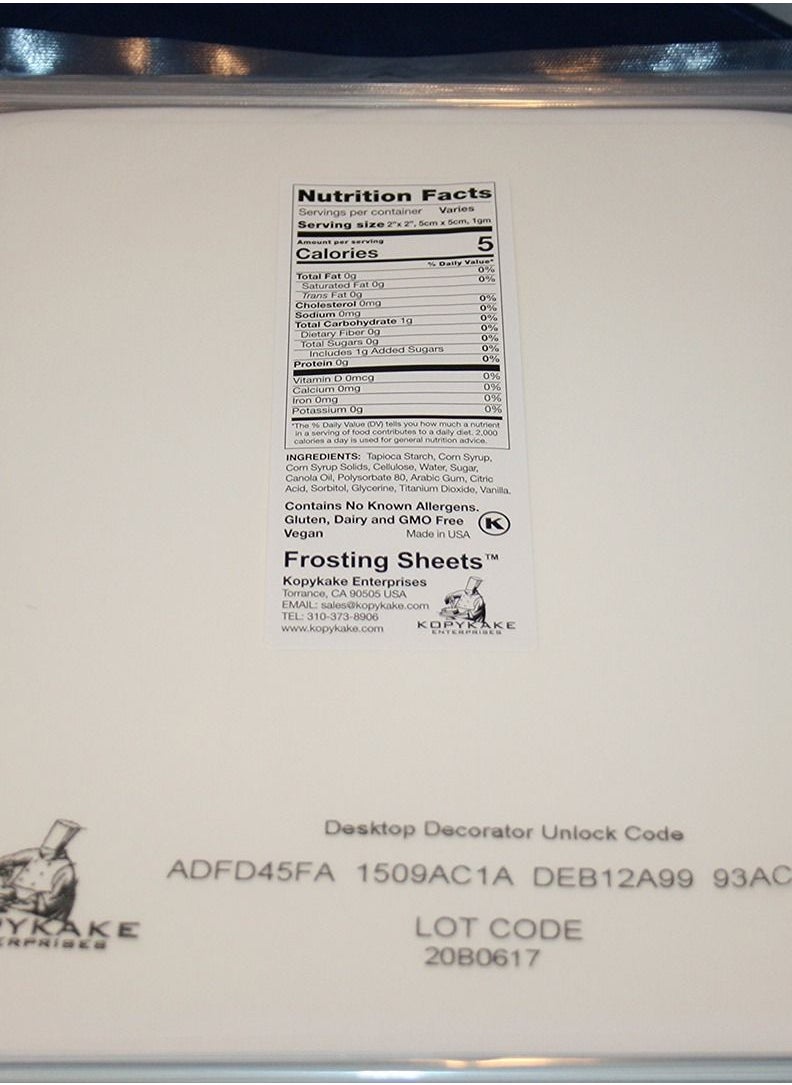 Nutrition Facts
Servings per container Varies
Serving size 2"x 2", 5cm x 5cm, 1gm
Amount per serving
Calories 5
% Daily Value*
Total Fat 0g 0%
Saturated Fat 0g 0%
Trans Fat 0g
Cholesterol 0mg 0%
Sodium 0mg 0%
Total Carbohydrate 1g 0%
Dietary Fiber 0g 0%
Total Sugars 0g 0%
Includes 1g Added Sugars 0%
Protein 0g 0%
Vitamin D 0mcg 0%
Calcium 0mg 0%
Iron 0mg 0%
Potassium 0g 0%
*The % Daily Value (DV) tells you how much a nutrient
in a serving of food contributes to a daily diet. 2,000
calories a day is used for general nutrition advice.
INGREDIENTS: Tapioca Starch, Corn Syrup,
Corn Syrup Solids, Cellulose, Water, Sugar,
Canola Oil, Polysorbate 80, Arabic Gum, Citric
Acid, Sorbitol, Glycerine, Titanium Dioxide, Vanilla.
Contains No Known Allergens.
Gluten, Dairy and GMO Free K
Vegan Made in USA
Frosting Sheets™
Kopykake Enterprises
Torrance, CA 90505 USA
EMAIL: sales@kopykake.com
TEL: 310-373-8906
www.kopykake.com
KOPYKAKE
ENTERPRISES
Desktop Decorator Unlock Code
ADFD45FA 1509AC1A DEB12A99 93AC
PYKAKE
ERPRISES
LOT CODE
20B0617